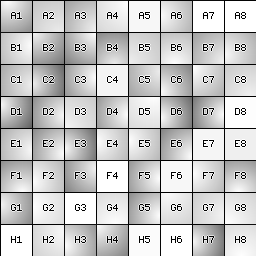 A1 A2 A3 A4 A5 A6 A7 A8
B1 B2 B3 B4 B5 B6 B7 B8
C1 C2 C3 C4 C5 C6 C7 C8
D1 D2 D3 D4 D5 D6 D7 D8
E1 E2 E3 E4 E5 E6 E7 E8
F1 F2 F3 F4 F5 F6 F7 F8
G1 G2 G3 G4 G5 G6 G7 G8
H1 H2 H3 H4 H5 H6 H7 H8